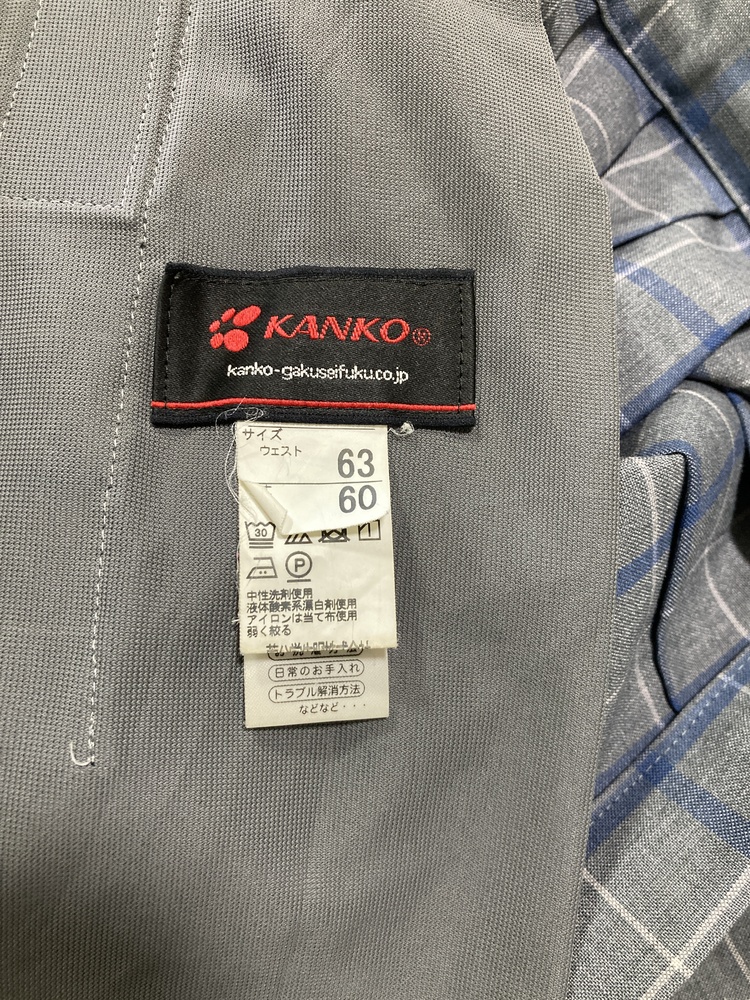 KANKO®
kanko-gakuseifuku.co.jp
サイズ
ウェスト
63
60
30
P
中性洗剤使用
液体酸素系漂白剤使用
アイロンは当て布使用
弱く絞る
日常のお手入れ
トラブル解消方法
などなど・・・